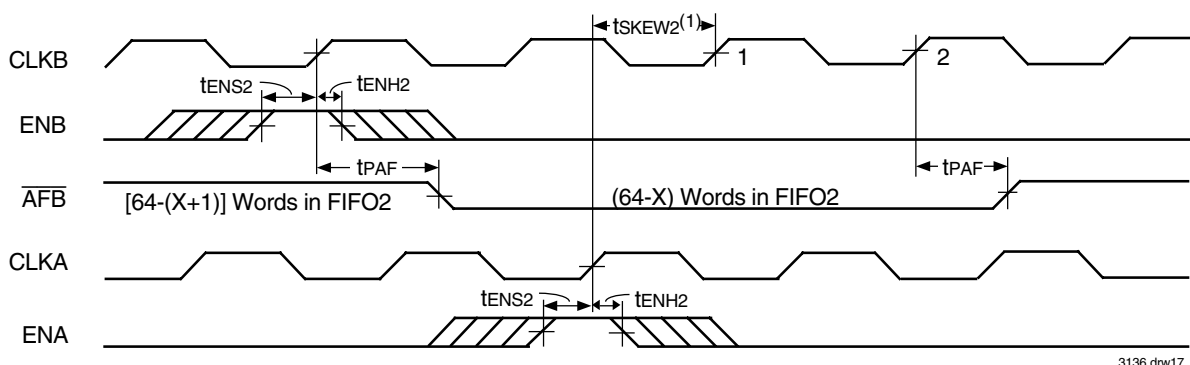 tSKEW2(1)
CLKB
1
2
tENS2
tENH2
ENB
tPAF
tPAF
AFB
[64-(X+1)] Words in FIFO2
(64-X) Words in FIFO2
CLKA
tENS2
tENH2
ENA
3136 drw17